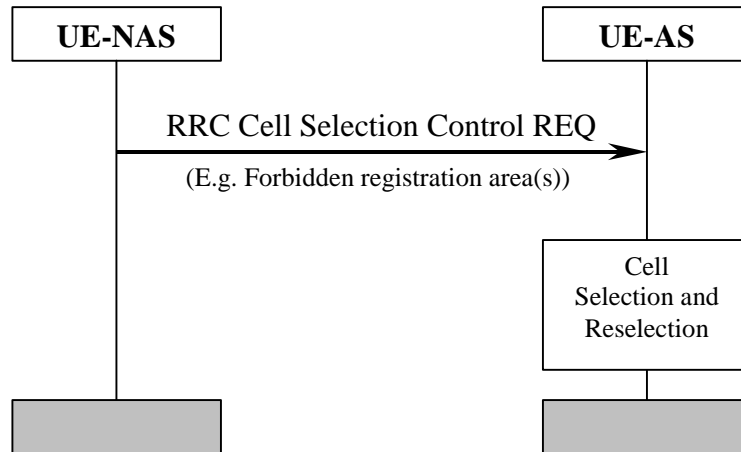 UE-NAS
UE-AS
RRC Cell Selection Control REQ
(E.g. Forbidden registration area(s))
Cell
Selection and
Reselection